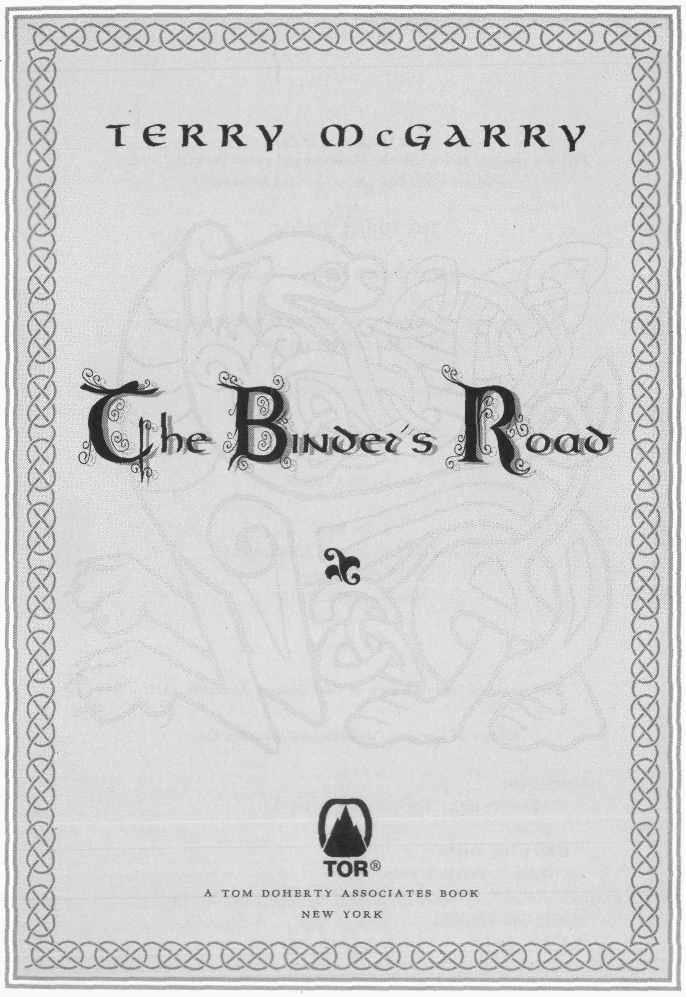 TERRY McGARRY
The Binder's Road
TOR®
A TOM DOHERTY ASSOCIATES BOOK
NEW YORK